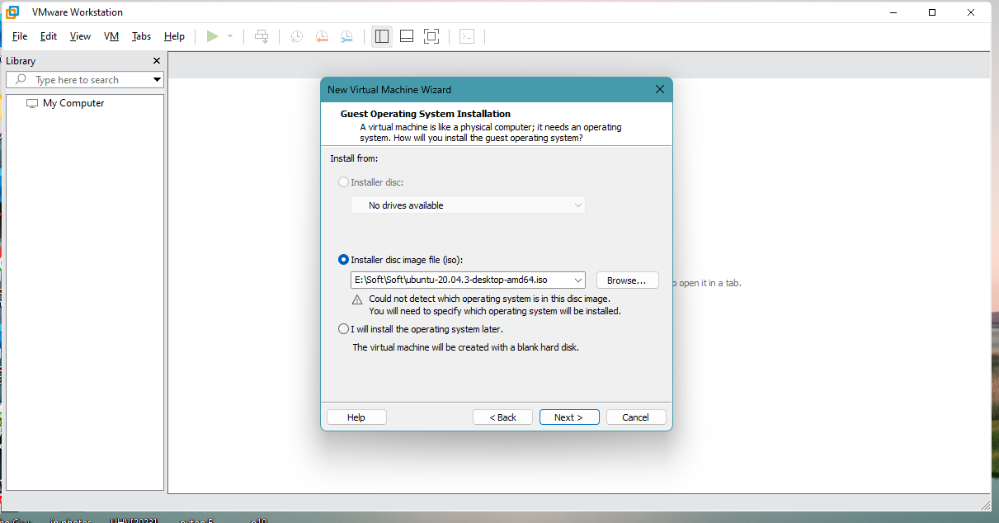 VMware Workstation
File Edit View VM Tabs Help
Library
Type here to search
My Computer
New Virtual Machine Wizard
Guest Operating System Installation
A virtual machine is like a physical computer; it needs an operating
system. How will you install the guest operating system?
Install from:
Installer disc:
No drives available
Installer disc image file (iso):
E:\Soft\Soft\ubuntu-20.04.3-desktop-amd64.iso
Browse...
open it in a tab.
Could not detect which operating system is in this disc image.
You will need to specify which operating system will be installed.
I will install the operating system later.
The virtual machine will be created with a blank hard disk.
Help
< Back
Next >
Cancel